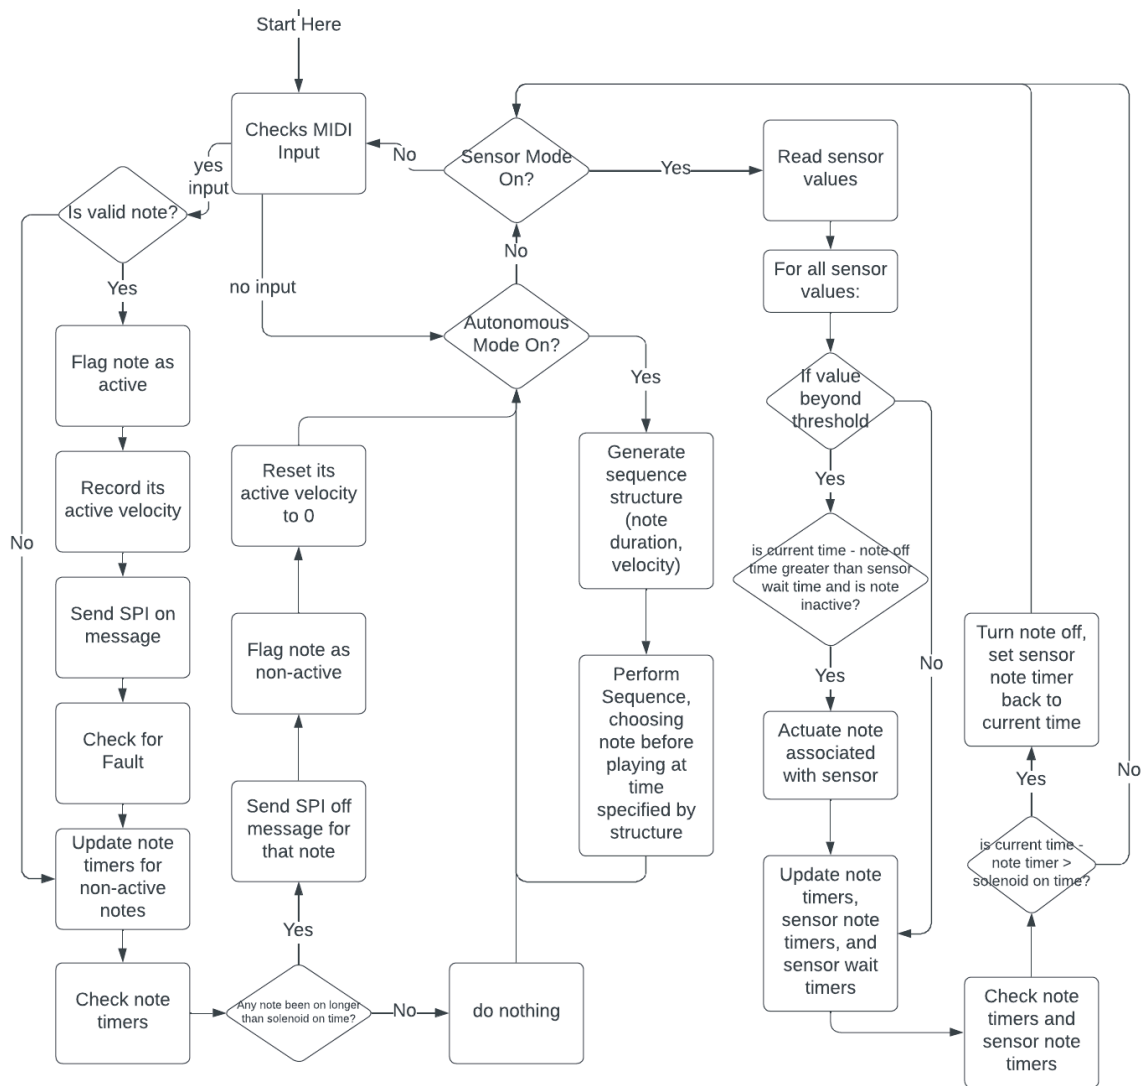 Start Here
Checks MIDI
Input
yes
input
Is valid note?
Yes
No
Flag note as
active
Record its
active velocity
Send SPI on
message
Check for
Fault
Update note
timers for
non-active
notes
Check note
timers
Any note been on longer
than solenoid on time?
Yes
No
do nothing
Send SPI off
message for
that note
Flag note as
non-active
Reset its
active velocity
to 0
no input
Autonomous
Mode On?
Yes
Generate
sequence
structure
(note
duration,
velocity)
Perform
Sequence,
choosing
note before
playing at
time
specified by
structure
No
Sensor Mode
On?
No
Yes
Read sensor
values
For all sensor
values:
If value
beyond
threshold
Yes
No
is current time - note off
time greater than sensor
wait time and is note
inactive?
Yes
Actuate note
associated
with sensor
Update note
timers,
sensor note
timers, and
sensor wait
timers
Check note
timers and
sensor note
timers
is current time -
note timer >
solenoid on time?
Yes
No
Turn note off,
set sensor
note timer
back to
current time